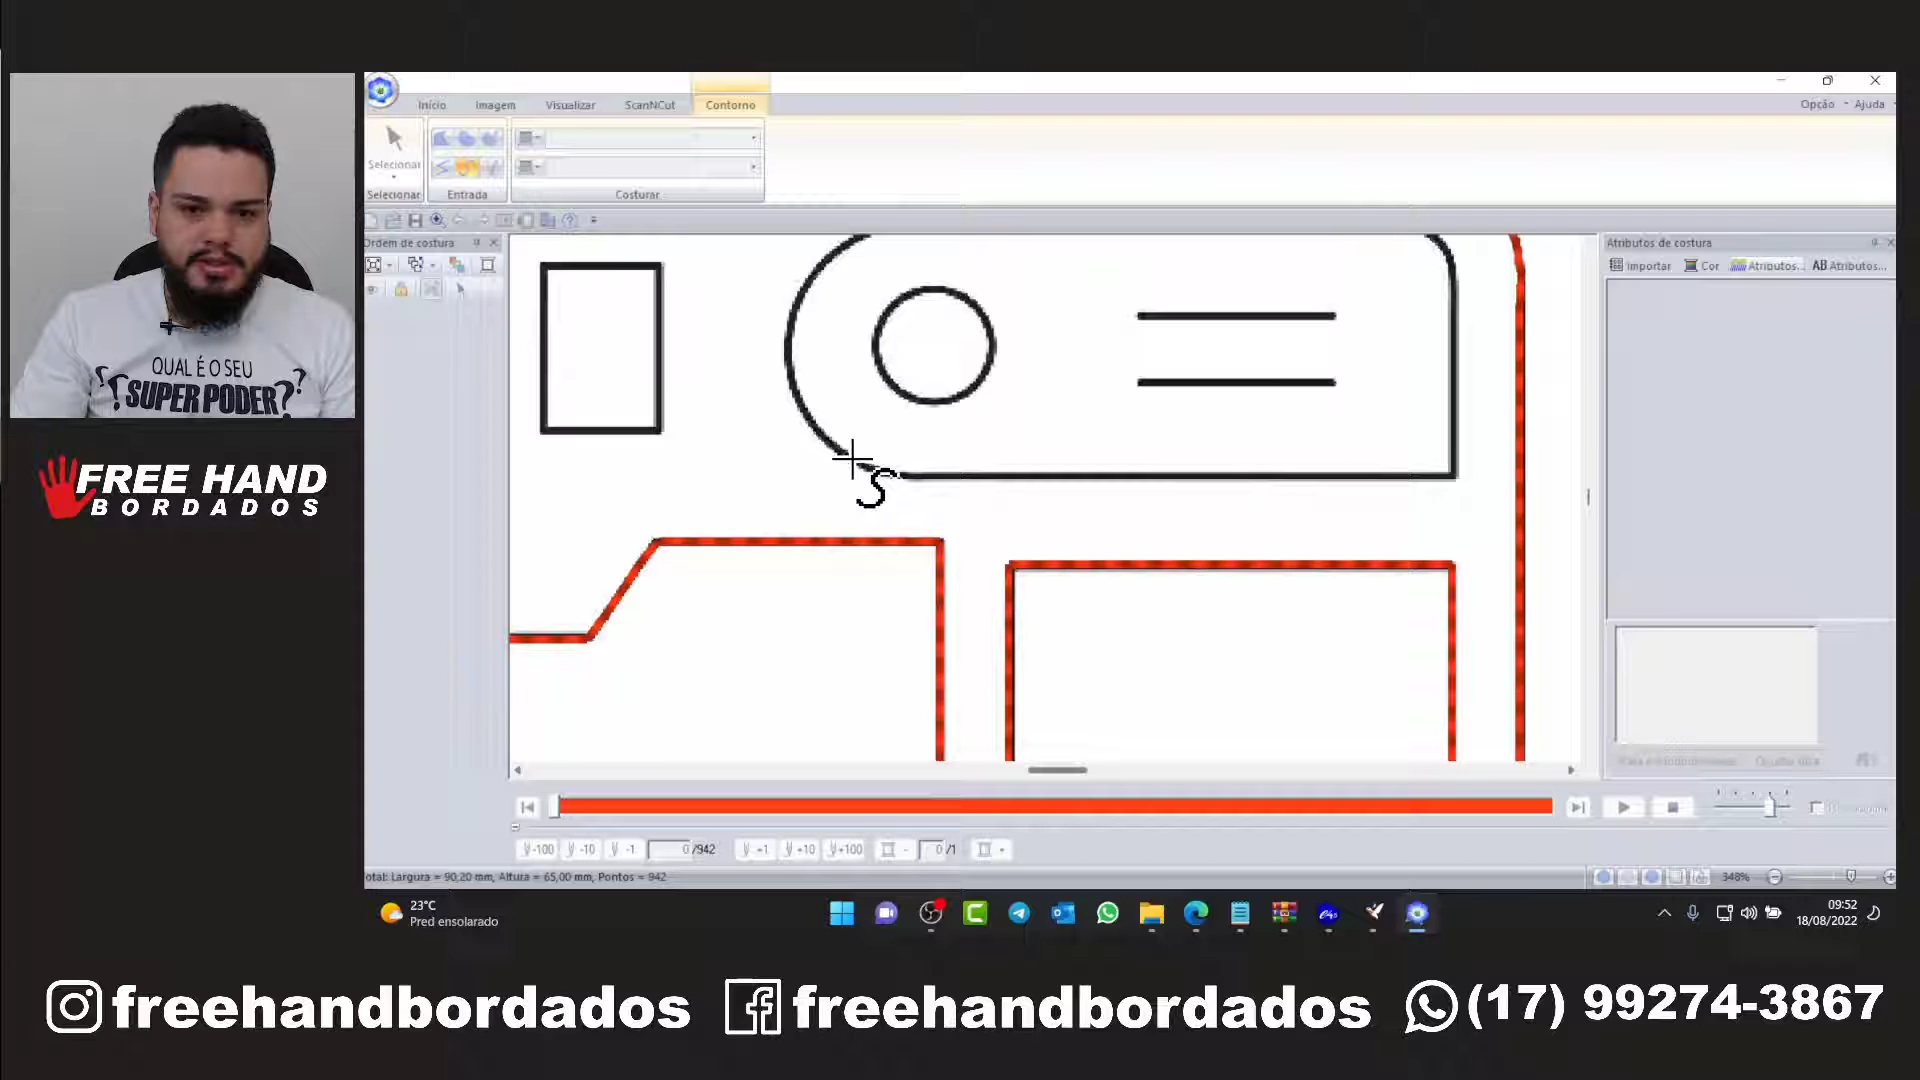 Início
Imagem
Visualizar
ScanNCut
Contorno
Opção
Ajuda
Selecionar
Selecionar
Entrada
Costurar
Ordem de costura
Atributos de costura
Importar
Cor
Atributos...
AB Atributos...
QUAL É O SEU
SUPER PODER?
FREE HAND
BORDADOS
-100
-10
-1
0 /942
+1
+10
+100
0 /1
otal: Largura = 90,20 mm, Altura = 65,00 mm, Pontos = 942
348%
23°C
Pred ensolarado
09:52
18/08/2022
freehandbordados
freehandbordados
(17) 99274-3867